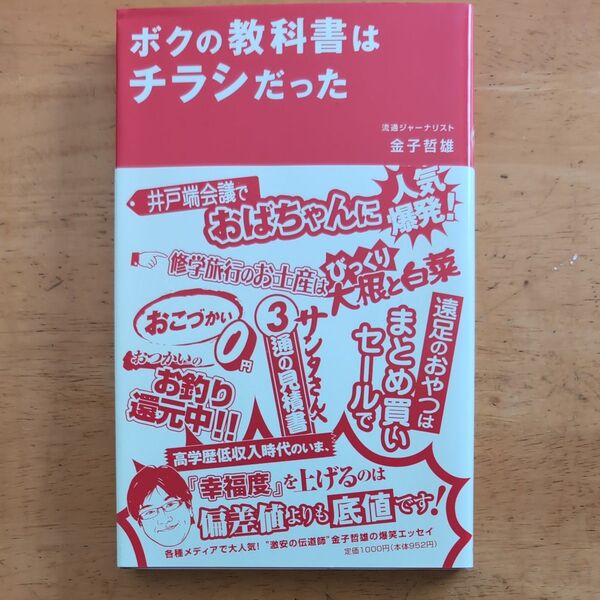 ボクの教科書は
チラシだった
流通ジャーナリスト
金子哲雄
井戸端会議で
おばちゃんに
人気
爆発!
修学旅行のお土産は
びっくり
大根と白菜
おこづかい
0円
サンタさんへ
3通の見積書
遠足のおやつは
まとめ買い
セールで
おつかいの
お釣り
還元中!!
高学歴低収入時代のいま、
『幸福度』を上げるのは
偏差値よりも底値です!
各種メディアで大人気!“激安の伝道師”金子哲雄の爆笑エッセイ
定価1000円(本体952円)